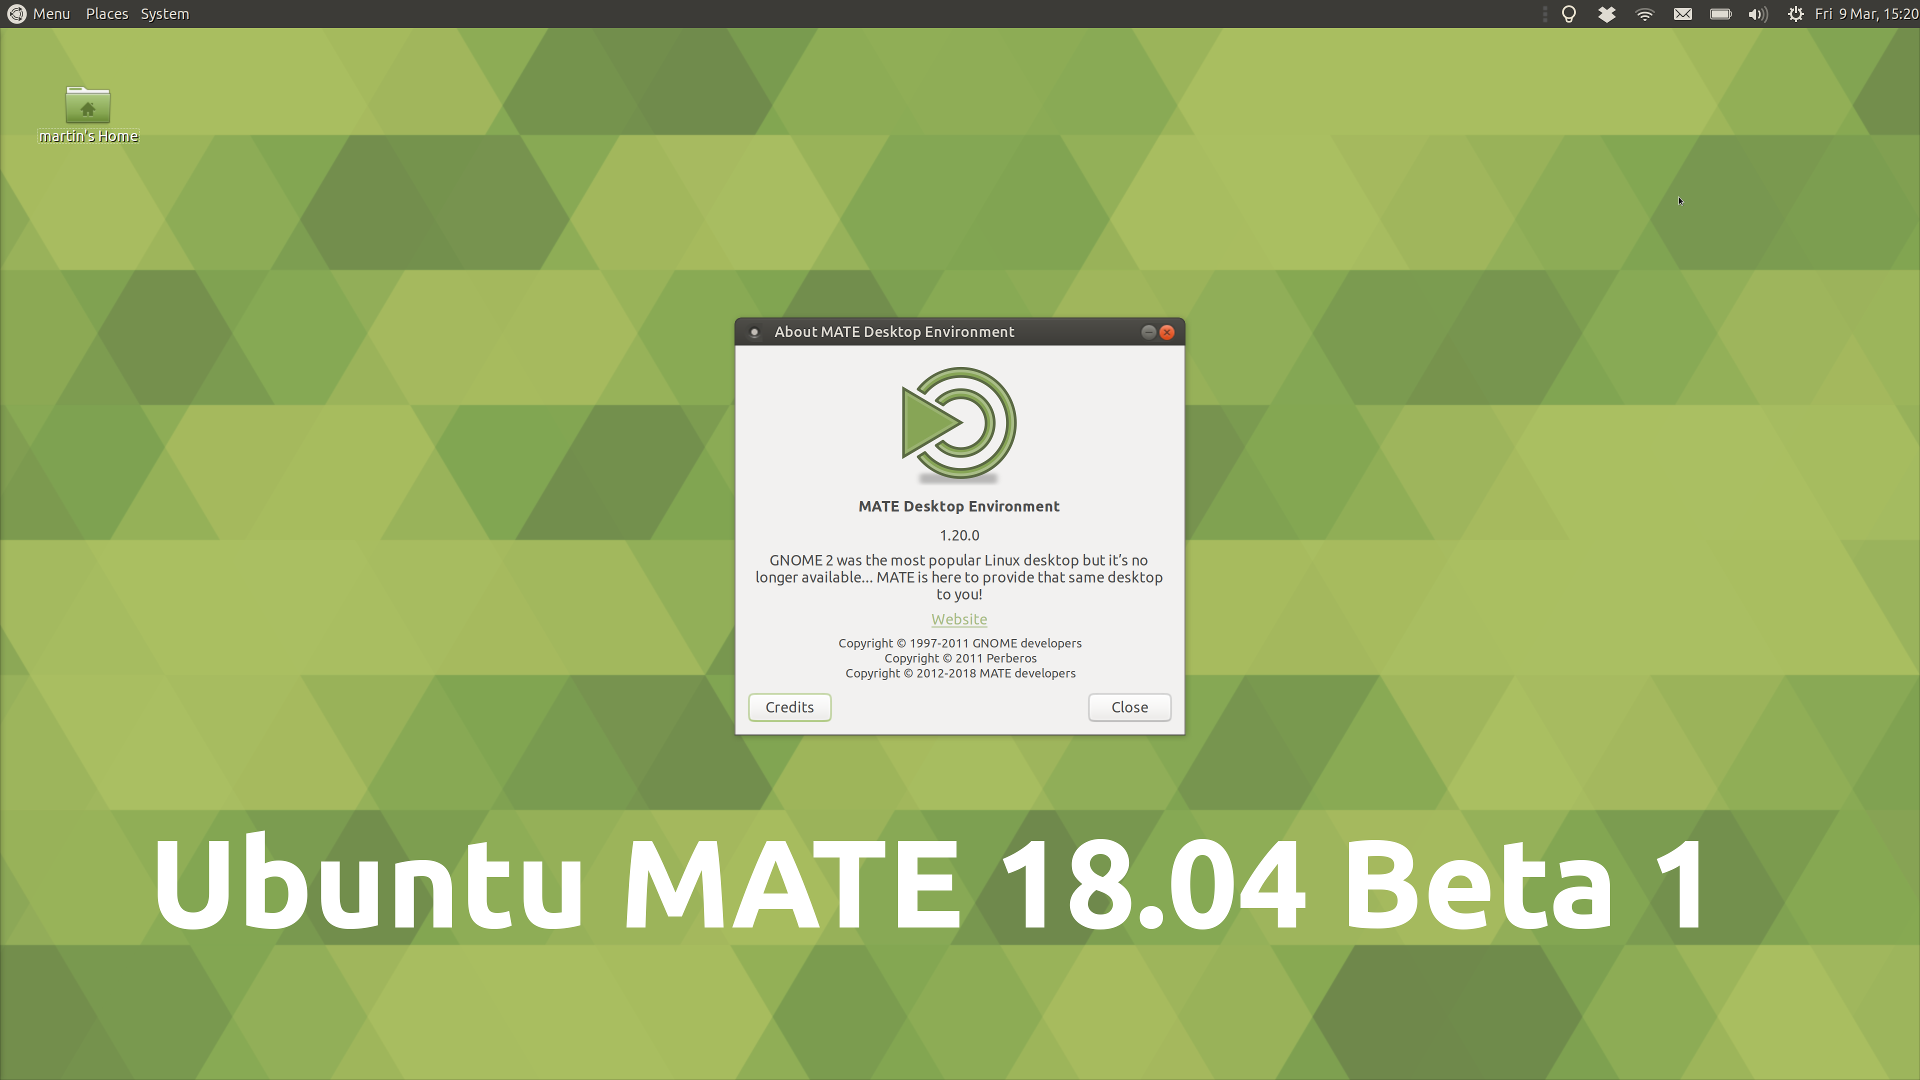 Menu Places System Fri 9 Mar, 15:20
martin's Home
About MATE Desktop Environment
MATE Desktop Environment
1.20.0
GNOME 2 was the most popular Linux desktop but it’s no
longer available... MATE is here to provide that same desktop
to you!
Website
Copyright © 1997-2011 GNOME developers
Copyright © 2011 Perberos
Copyright © 2012-2018 MATE developers
Credits Close
Ubuntu MATE 18.04 Beta 1